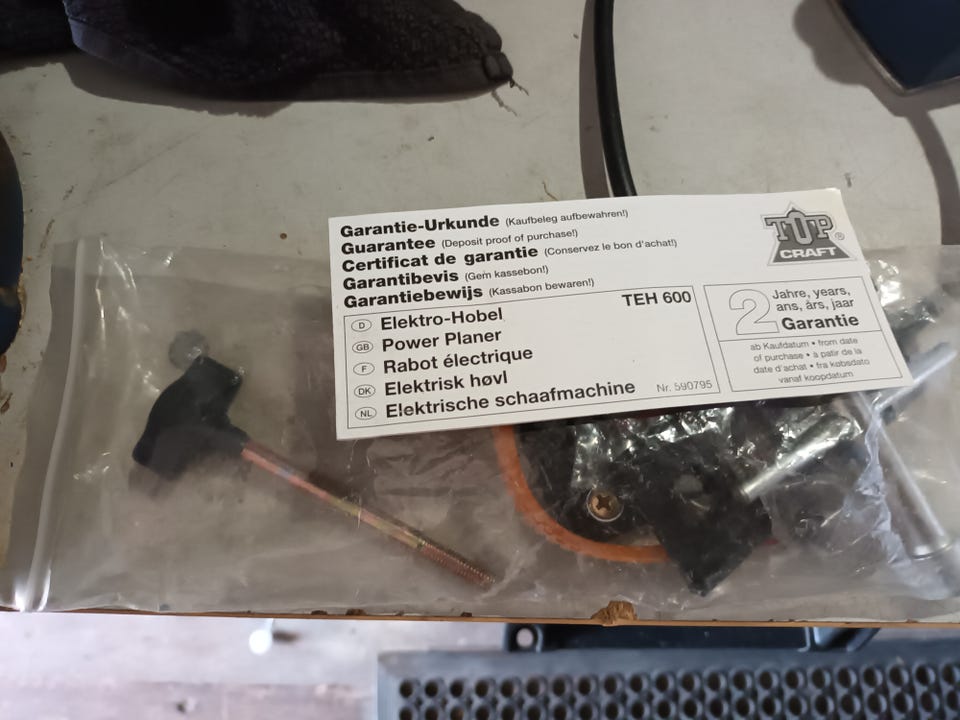 Garantie-Urkunde (Kaufbeleg aufbewahren!)
Guarantee (Deposit proof of purchase!)
Certificat de garantie (Conservez le bon d'achat!)
Garantibevis (Gem kassebon!)
Garantiebewijs (Kassabon bewaren!)
TOP
CRAFT ®
TEH 600
D Elektro-Hobel
GB Power Planer
F Rabot électrique
DK Elektrisk høvl
NL Elektrische schaafmachine
Nr. 590795
2 Jahre, years,
ans, års, jaar
Garantie
ab Kaufdatum • from date
of purchase • à partir de la
date d'achat • fra købsdato
vanaf koopdatum